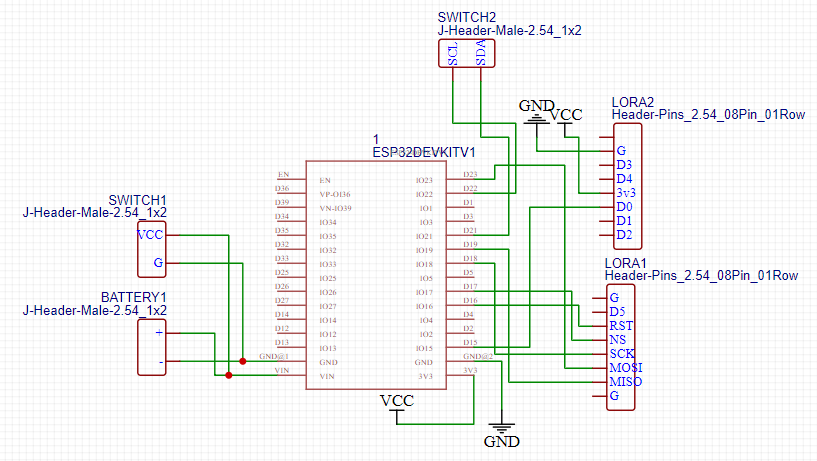 SWITCH2
J-Header-Male-2.54_1x2
SCL
SDA
GND
VCC
LORA2
Header-Pins_2.54_08Pin_01Row
G
D3
D4
3v3
D0
D1
D2
1
ESP32DEVKITV1
EN
D36
D39
D34
D35
D32
D33
D25
D26
D27
D14
D12
D13
GND@1
VIN
EN
VP-OI36
VN-IO39
IO34
IO35
IO32
IO33
IO25
IO26
IO27
IO14
IO12
IO13
GND
VIN
IO23
IO22
IO1
IO3
IO21
IO19
IO18
IO5
IO17
IO16
IO4
IO2
IO15
GND
3V3
D23
D22
D1
D3
D21
D19
D18
D5
D17
D16
D4
D2
D15
GND@2
3V3
SWITCH1
J-Header-Male-2.54_1x2
VCC
G
BATTERY1
J-Header-Male-2.54_1x2
+
-
LORA1
Header-Pins_2.54_08Pin_01Row
G
D5
RST
NS
SCK
MOSI
MISO
G
VCC
GND